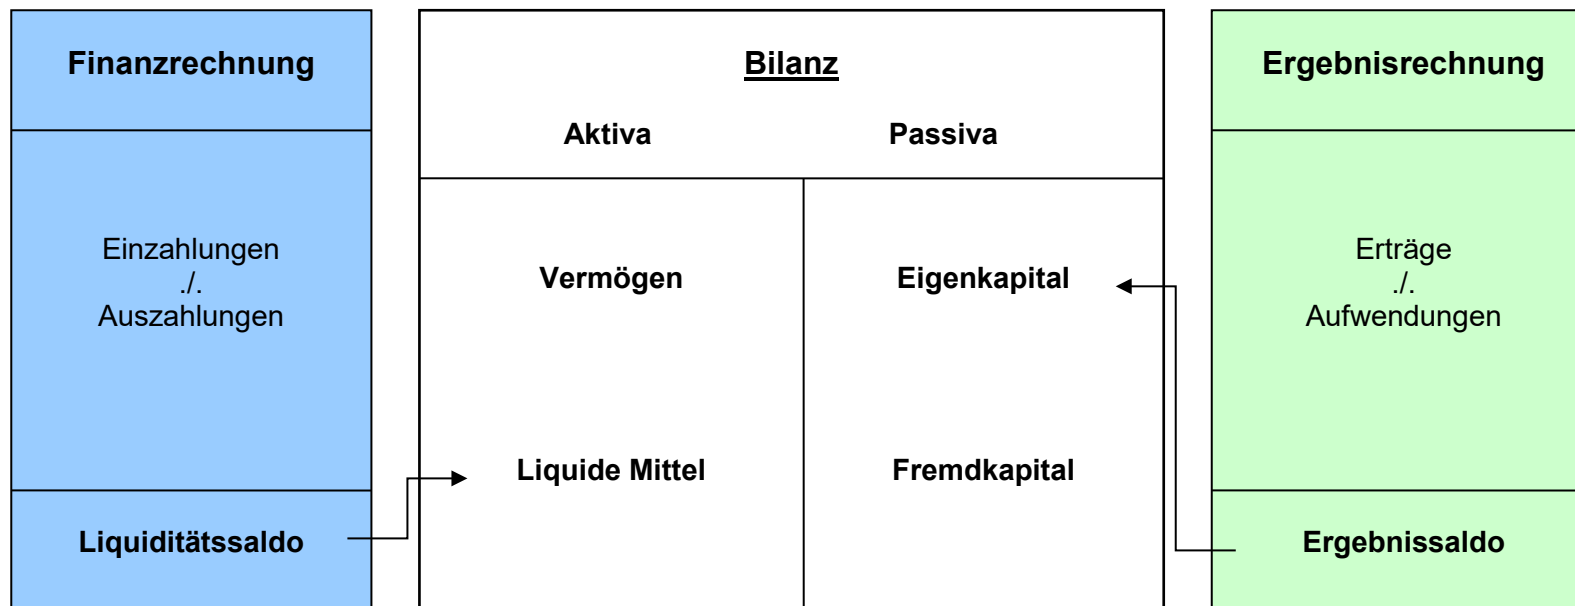 Finanzrechnung
Einzahlungen
./.
Auszahlungen
Liquiditätssaldo
Bilanz
Aktiva Passiva
Vermögen Eigenkapital
Liquide Mittel Fremdkapital
Ergebnisrechnung
Erträge
./.
Aufwendungen
Ergebnissaldo